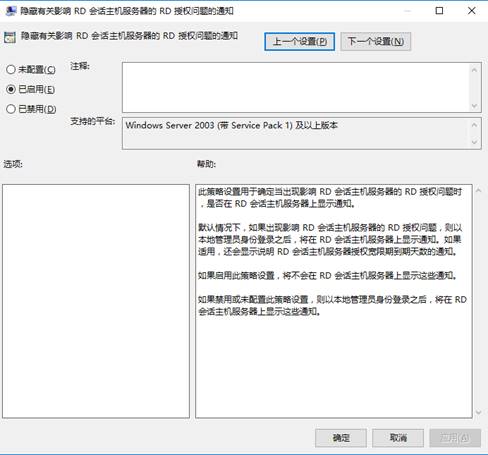 隐藏有关影响 RD 会话主机服务器的 RD 授权问题的通知
隐藏有关影响 RD 会话主机服务器的 RD 授权问题的通知
上一个设置(P)
下一个设置(N)
未配置(C)
已启用(E)
已禁用(D)
注释:
支持的平台:
Windows Server 2003 (带 Service Pack 1) 及以上版本
选项:
帮助:
此策略设置用于确定当出现影响 RD 会话主机服务器的 RD 授权问题时
，是否在 RD 会话主机服务器上显示通知。
默认情况下，如果出现影响 RD 会话主机服务器的 RD 授权问题，则以
本地管理员身份登录之后，将在 RD 会话主机服务器上显示通知。如果
适用，还会显示说明 RD 会话主机服务器授权宽限期到期天数的通知。
如果启用此策略设置，将不会在 RD 会话主机服务器上显示这些通知。
如果禁用或未配置此策略设置，则以本地管理员身份登录之后，将在 RD
会话主机服务器上显示这些通知。
确定
取消
应用(A)